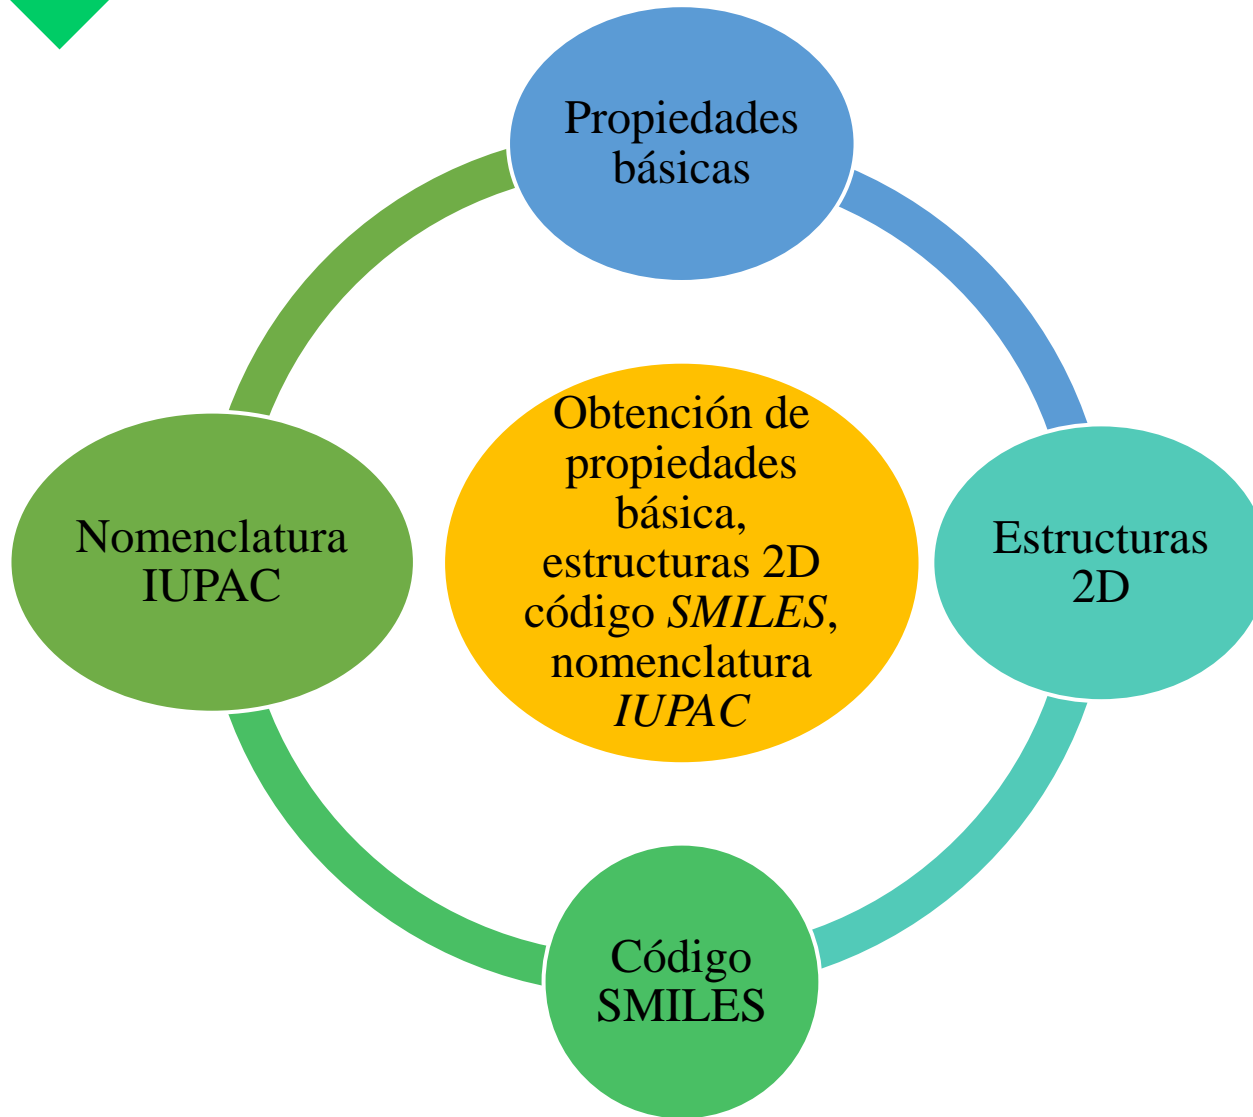 Propiedades
básicas
Nomenclatura
IUPAC
Obtención de
propiedades
básica,
estructuras 2D
código SMILES,
nomenclatura
IUPAC
Estructuras
2D
Código
SMILES